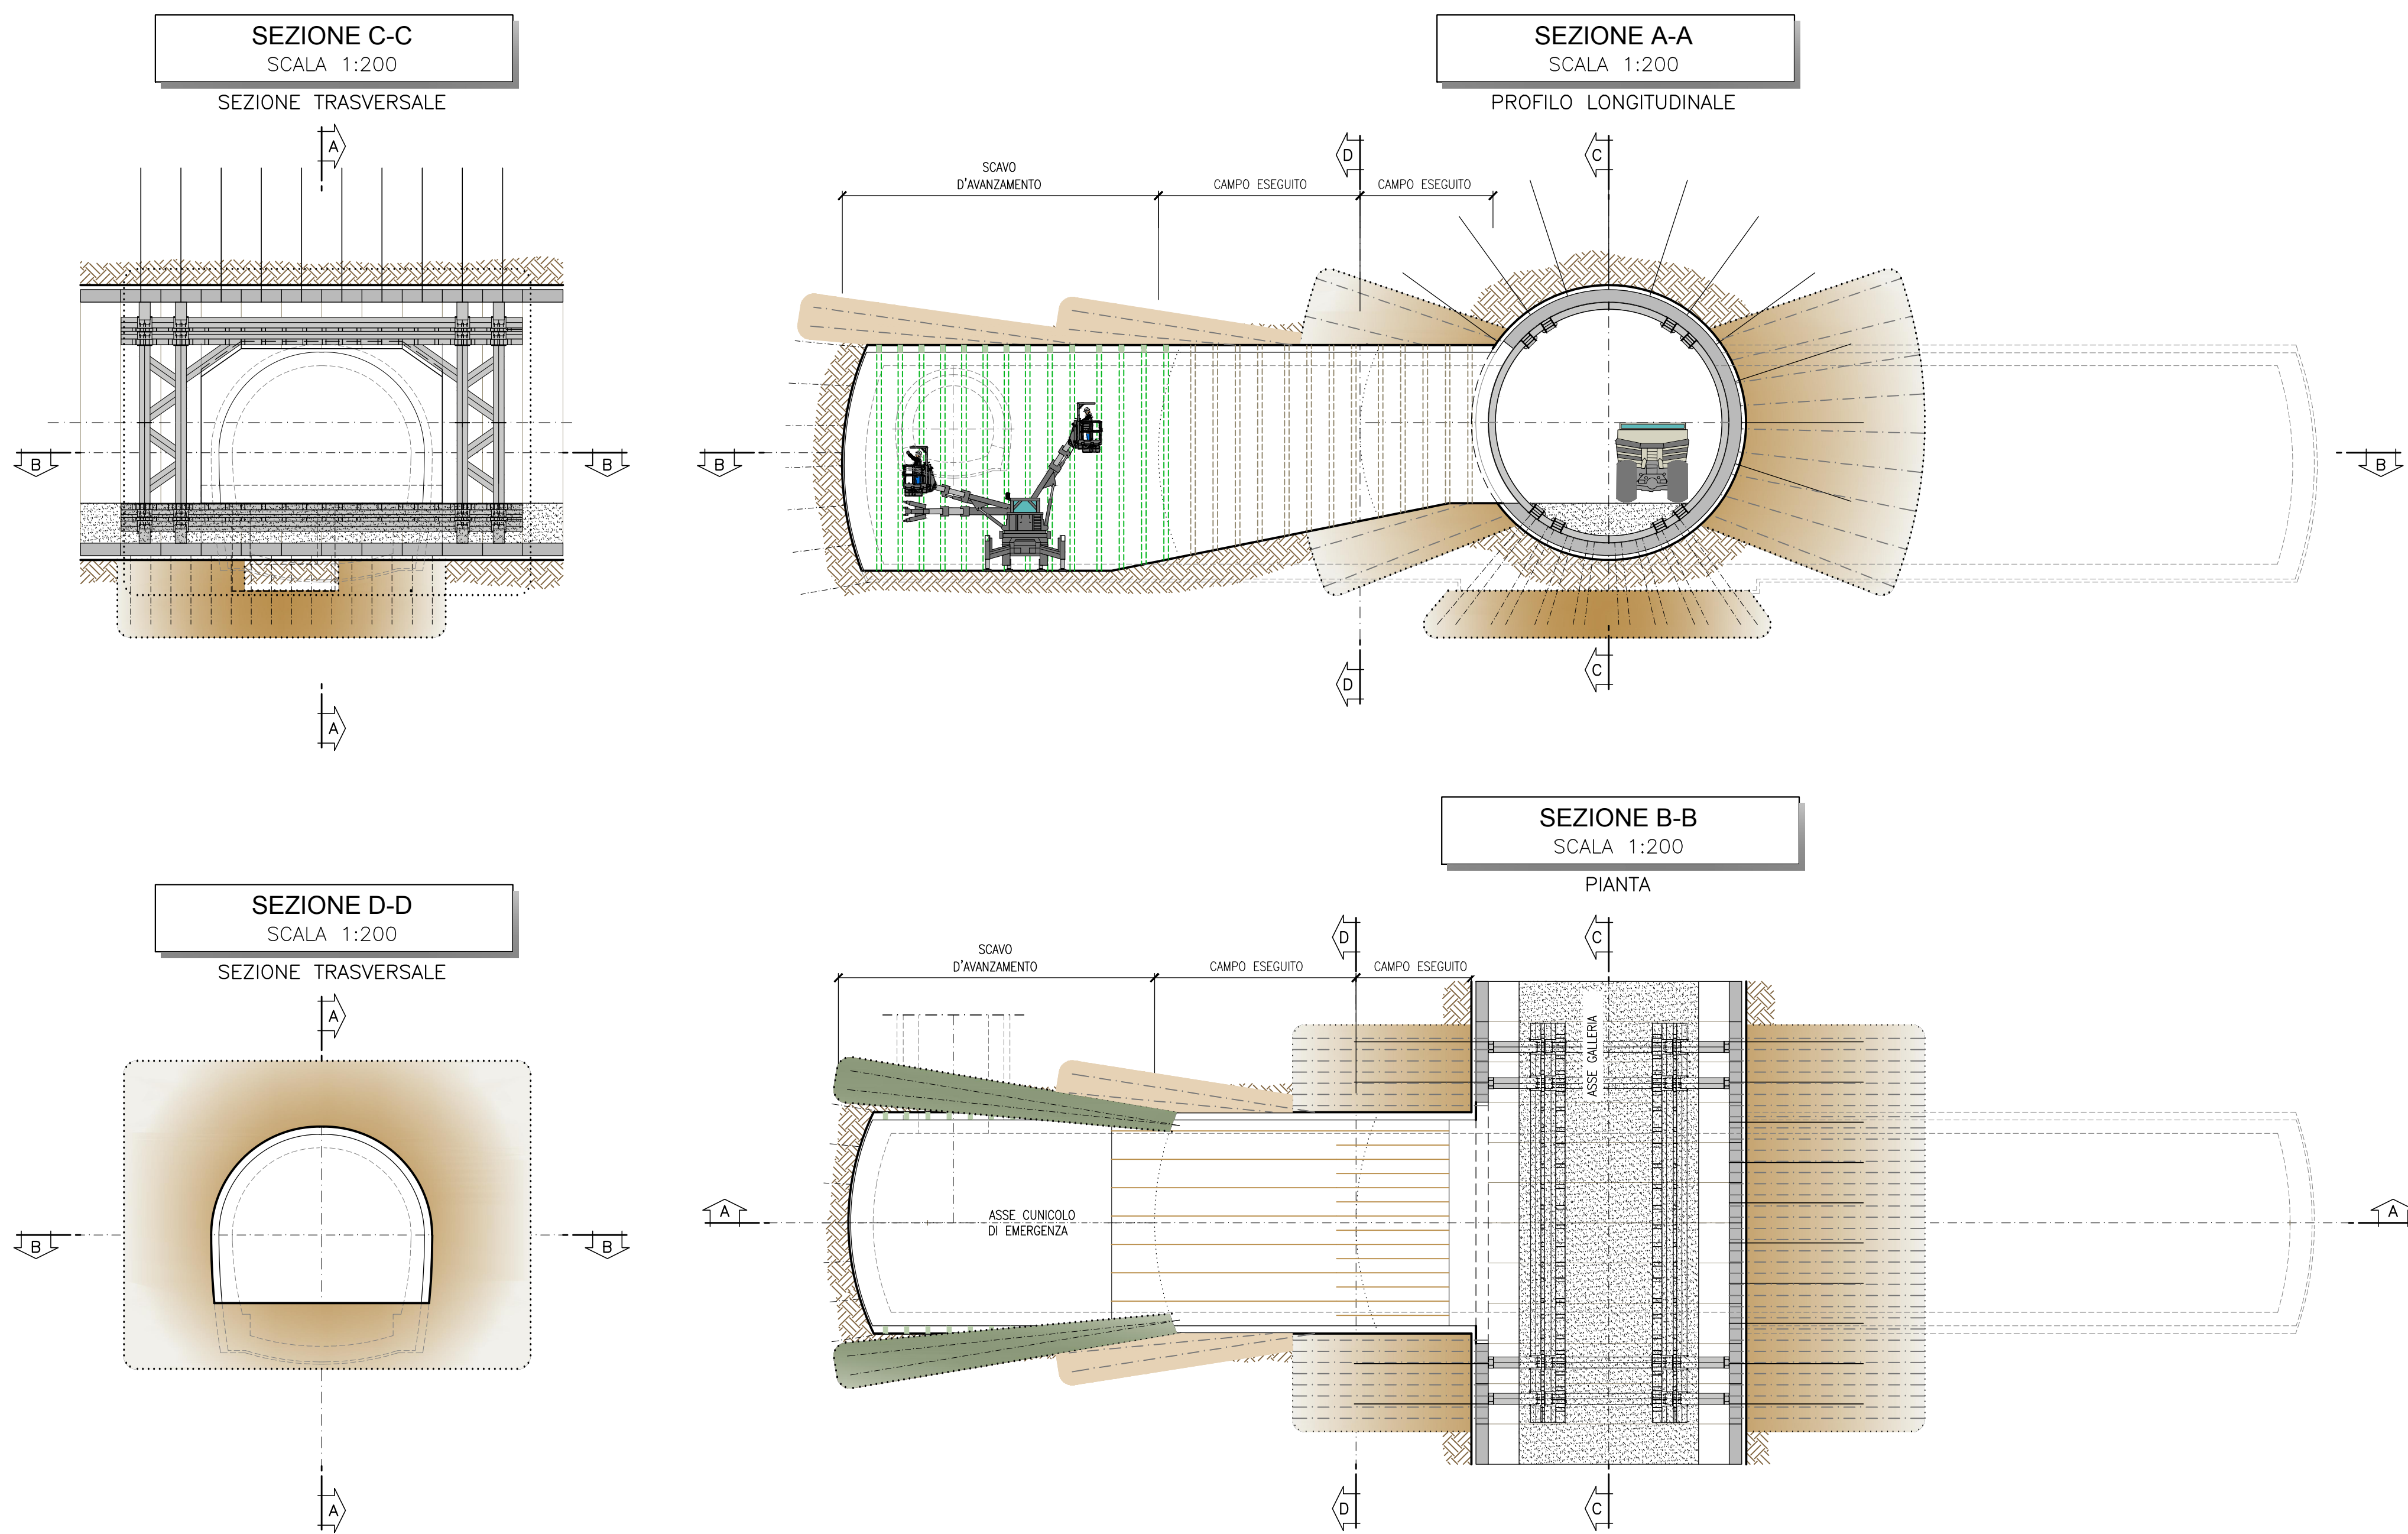 SEZIONE C-C
SCALA 1:200
SEZIONE TRASVERSALE
A
B
B
A
SEZIONE A-A
SCALA 1:200
PROFILO LONGITUDINALE
D
C
SCAVO
D'AVANZAMENTO
CAMPO ESEGUITO
CAMPO ESEGUITO
B
B
D
C
SEZIONE D-D
SCALA 1:200
SEZIONE TRASVERSALE
A
B
B
A
SEZIONE B-B
SCALA 1:200
PIANTA
D
C
SCAVO
D'AVANZAMENTO
CAMPO ESEGUITO
CAMPO ESEGUITO
ASSE GALLERIA
A
ASSE CUNICOLO
DI EMERGENZA
A
D
C